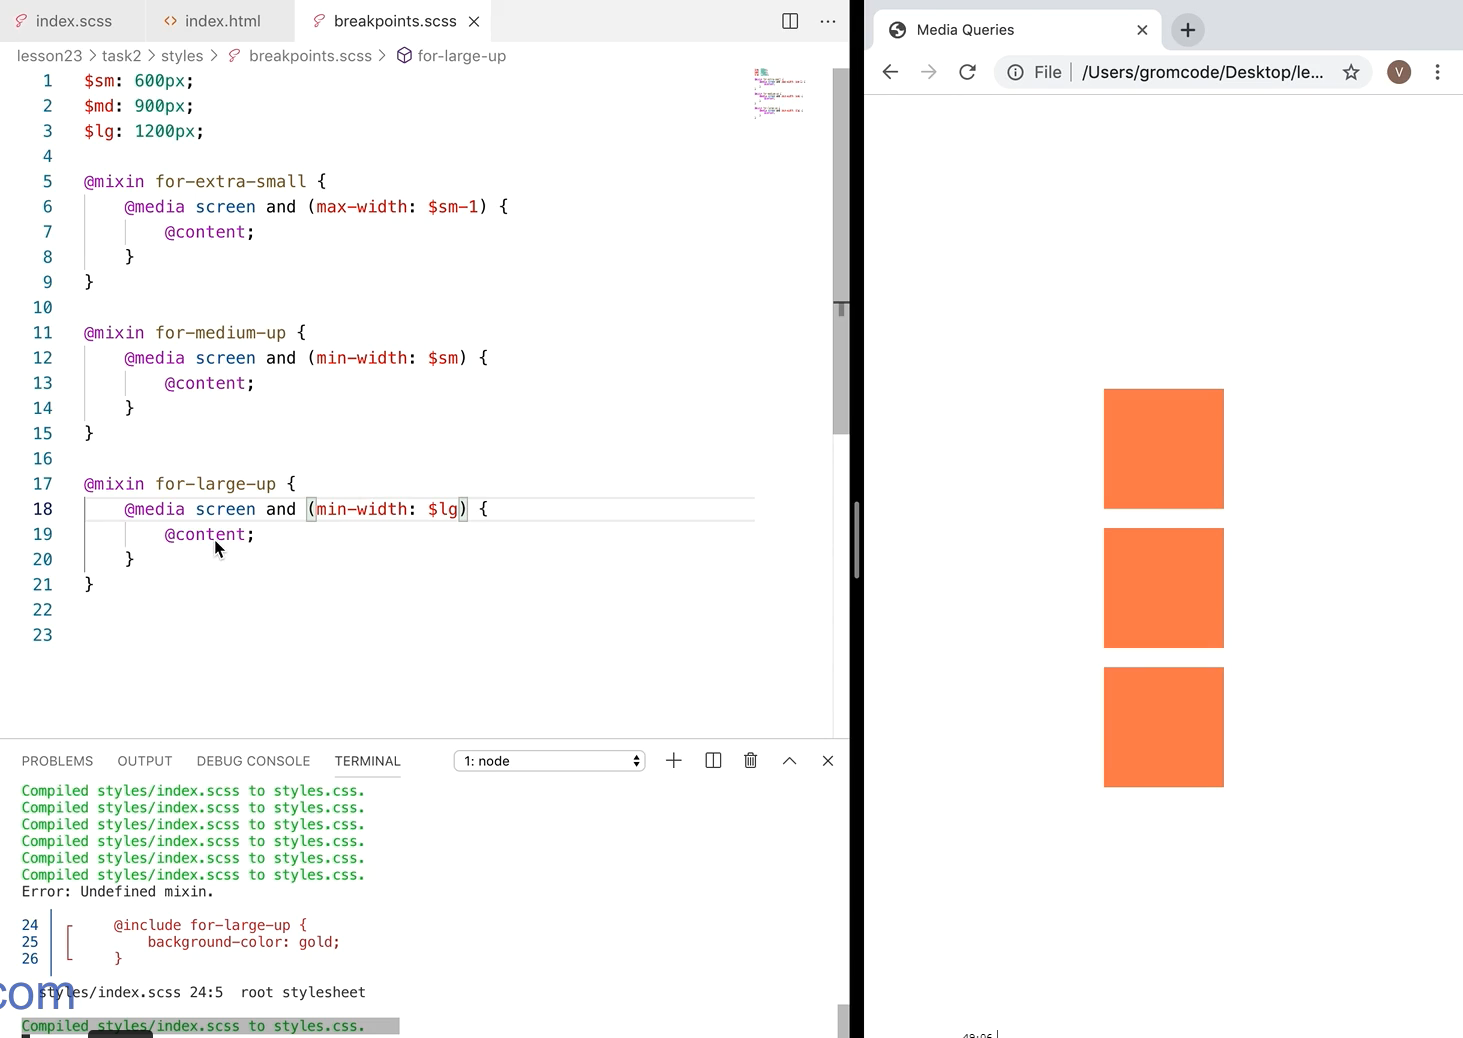 index.scss
index.html
breakpoints.scss
lesson23 > task2 > styles > breakpoints.scss > for-large-up
1 $sm: 600px;
2 $md: 900px;
3 $lg: 1200px;
4
5 @mixin for-extra-small {
6 @media screen and (max-width: $sm-1) {
7 @content;
8 }
9 }
10
11 @mixin for-medium-up {
12 @media screen and (min-width: $sm) {
13 @content;
14 }
15 }
16
17 @mixin for-large-up {
18 @media screen and (min-width: $lg) {
19 @content;
20 }
21 }
22
23
PROBLEMS OUTPUT DEBUG CONSOLE TERMINAL 1: node
Compiled styles/index.scss to styles.css.
Compiled styles/index.scss to styles.css.
Compiled styles/index.scss to styles.css.
Compiled styles/index.scss to styles.css.
Compiled styles/index.scss to styles.css.
Compiled styles/index.scss to styles.css.
Error: Undefined mixin.
24 @include for-large-up {
25 background-color: gold;
26 }
styles/index.scss 24:5 root stylesheet
com
Compiled styles/index.scss to styles.css.
Media Queries
File | /Users/gromcode/Desktop/le...
V